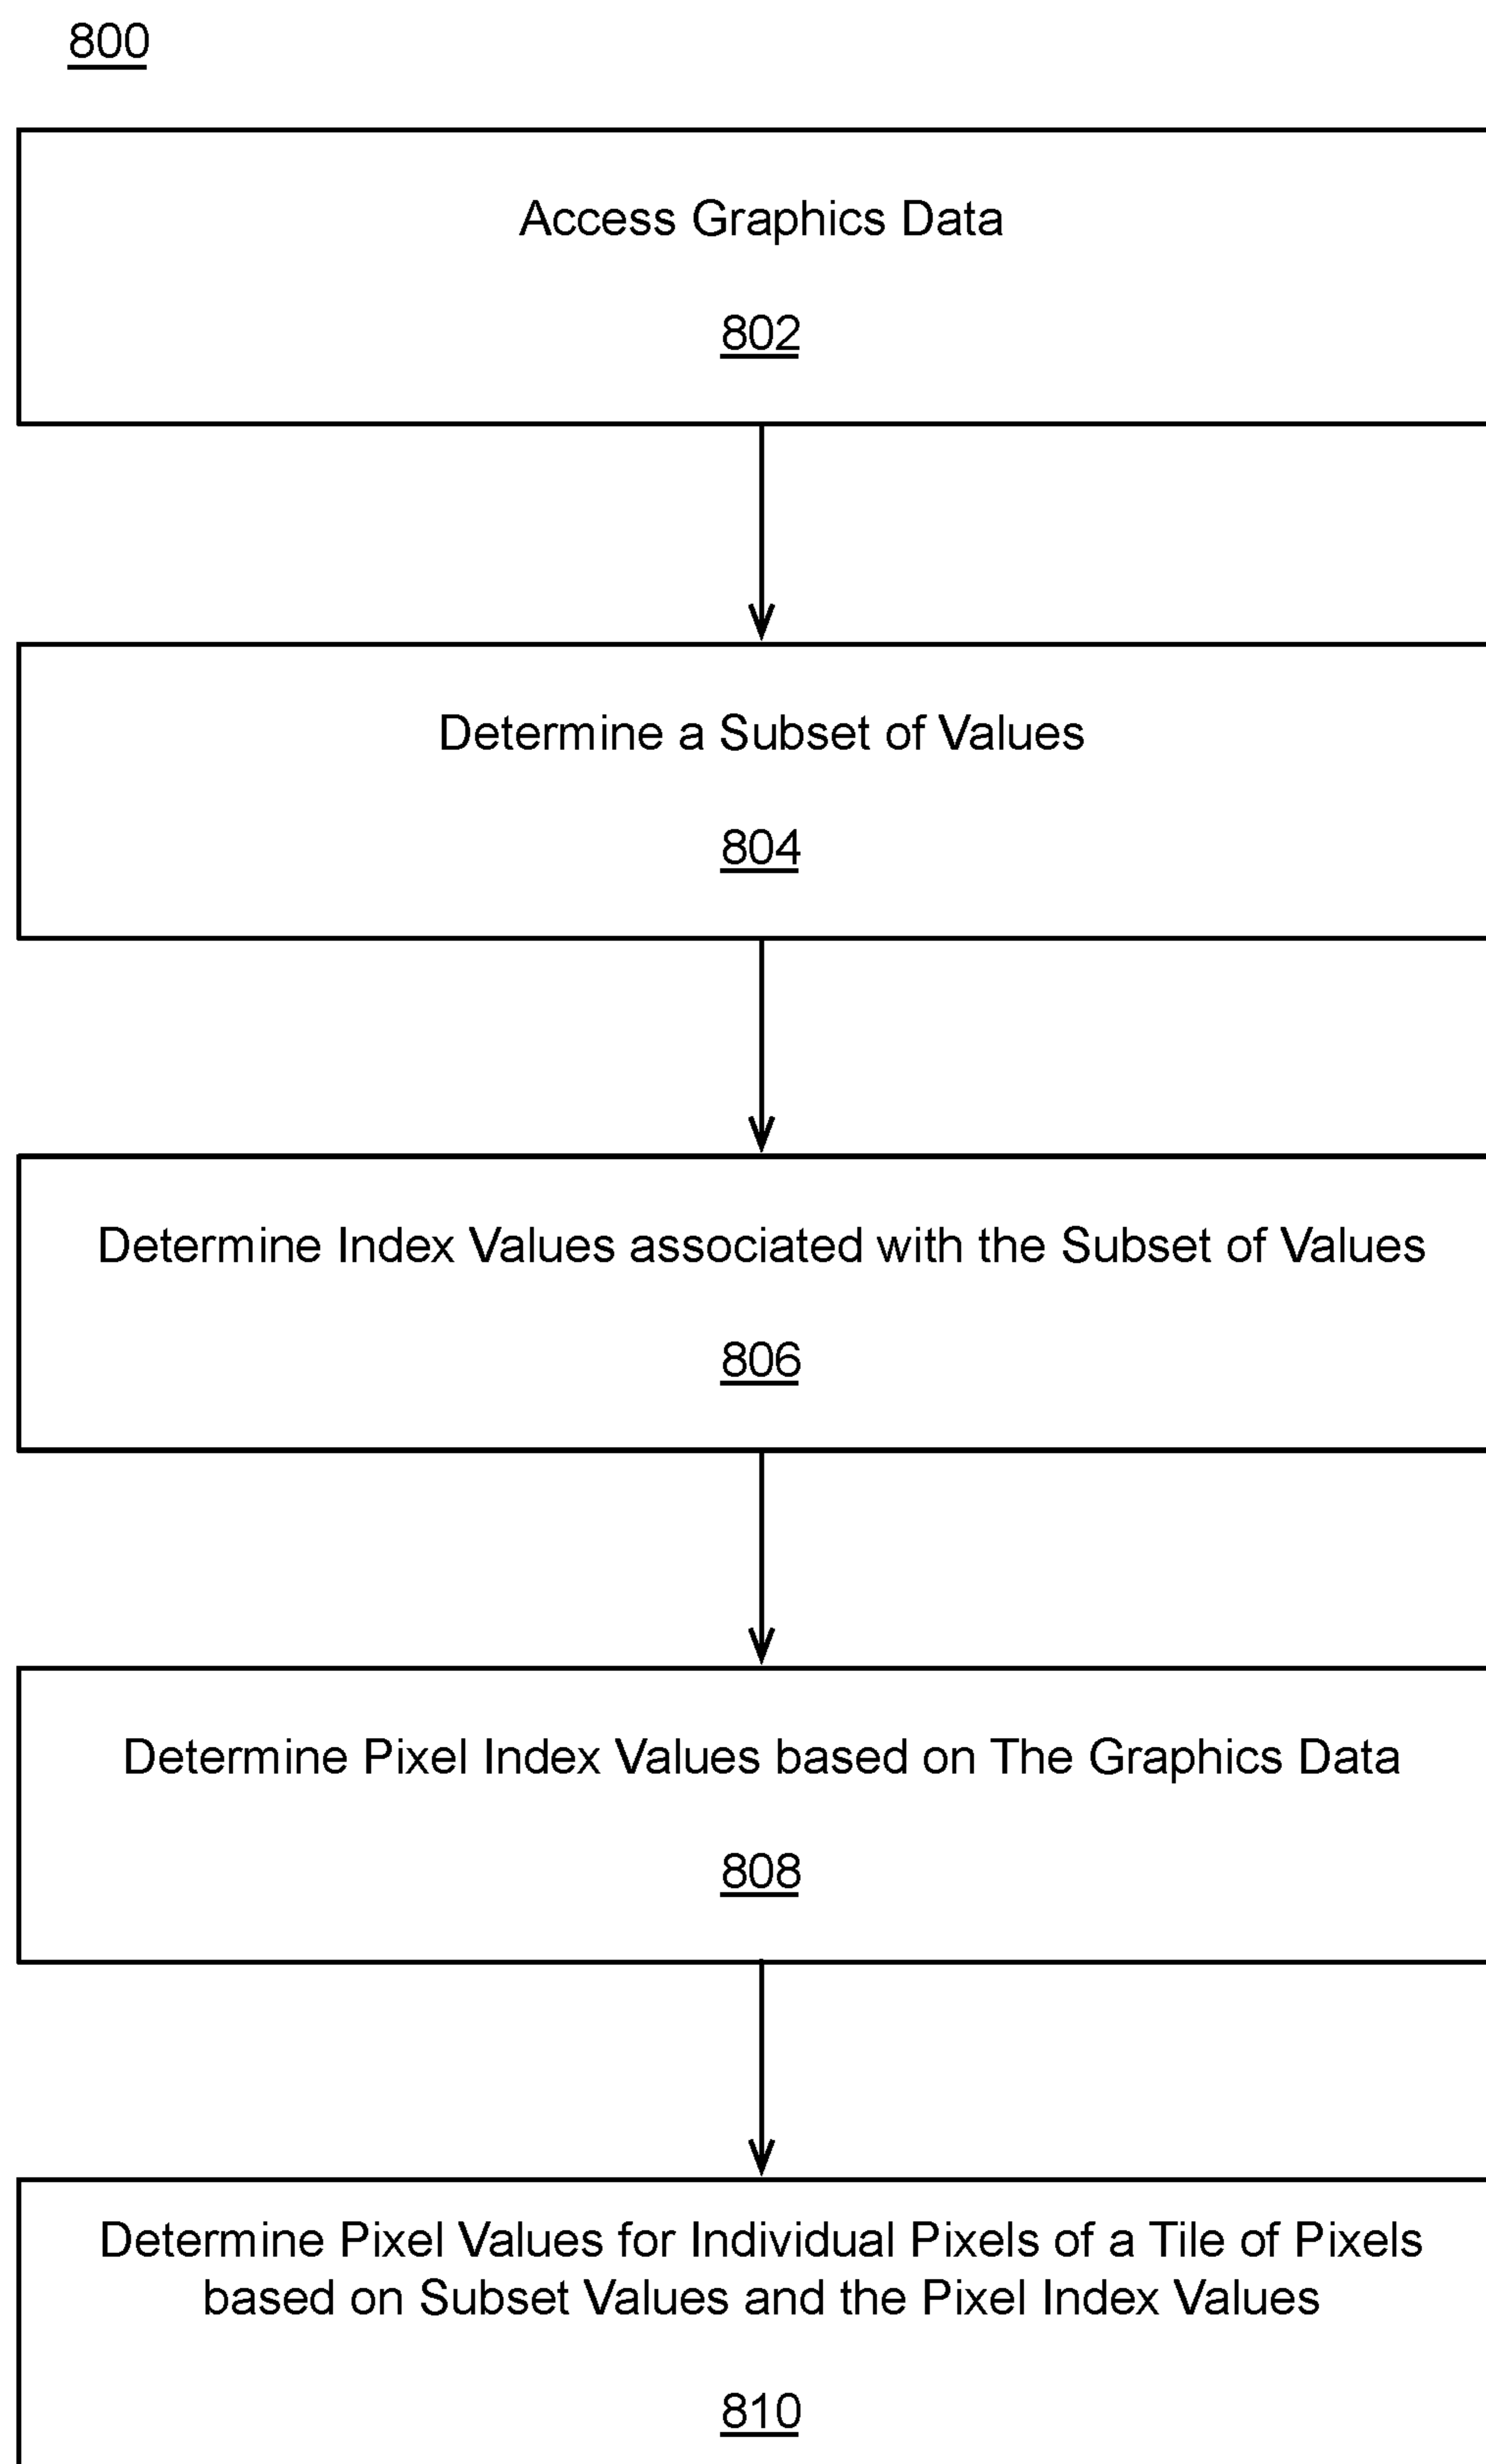 800
Access Graphics Data
802
Determine a Subset of Values
804
Determine Index Values associated with the Subset of Values
806
Determine Pixel Index Values based on The Graphics Data
808
Determine Pixel Values for Individual Pixels of a Tile of Pixels
based on Subset Values and the Pixel Index Values
810